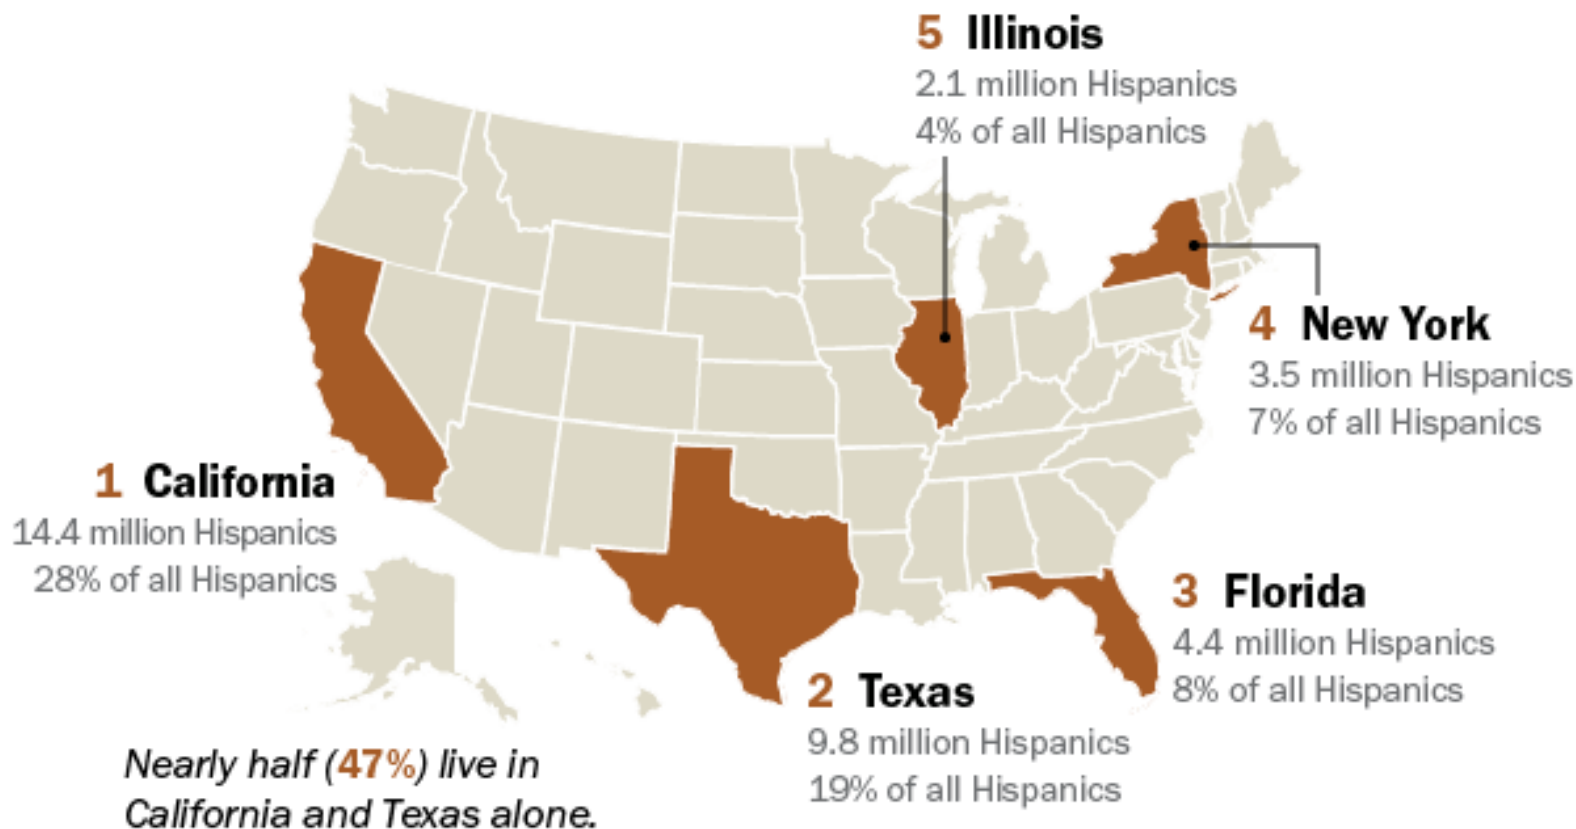 5 Illinois
2.1 million Hispanics
4% of all Hispanics
4 New York
3.5 million Hispanics
7% of all Hispanics
1 California
14.4 million Hispanics
28% of all Hispanics
3 Florida
4.4 million Hispanics
8% of all Hispanics
2 Texas
9.8 million Hispanics
19% of all Hispanics
Nearly half (47%) live in
California and Texas alone.